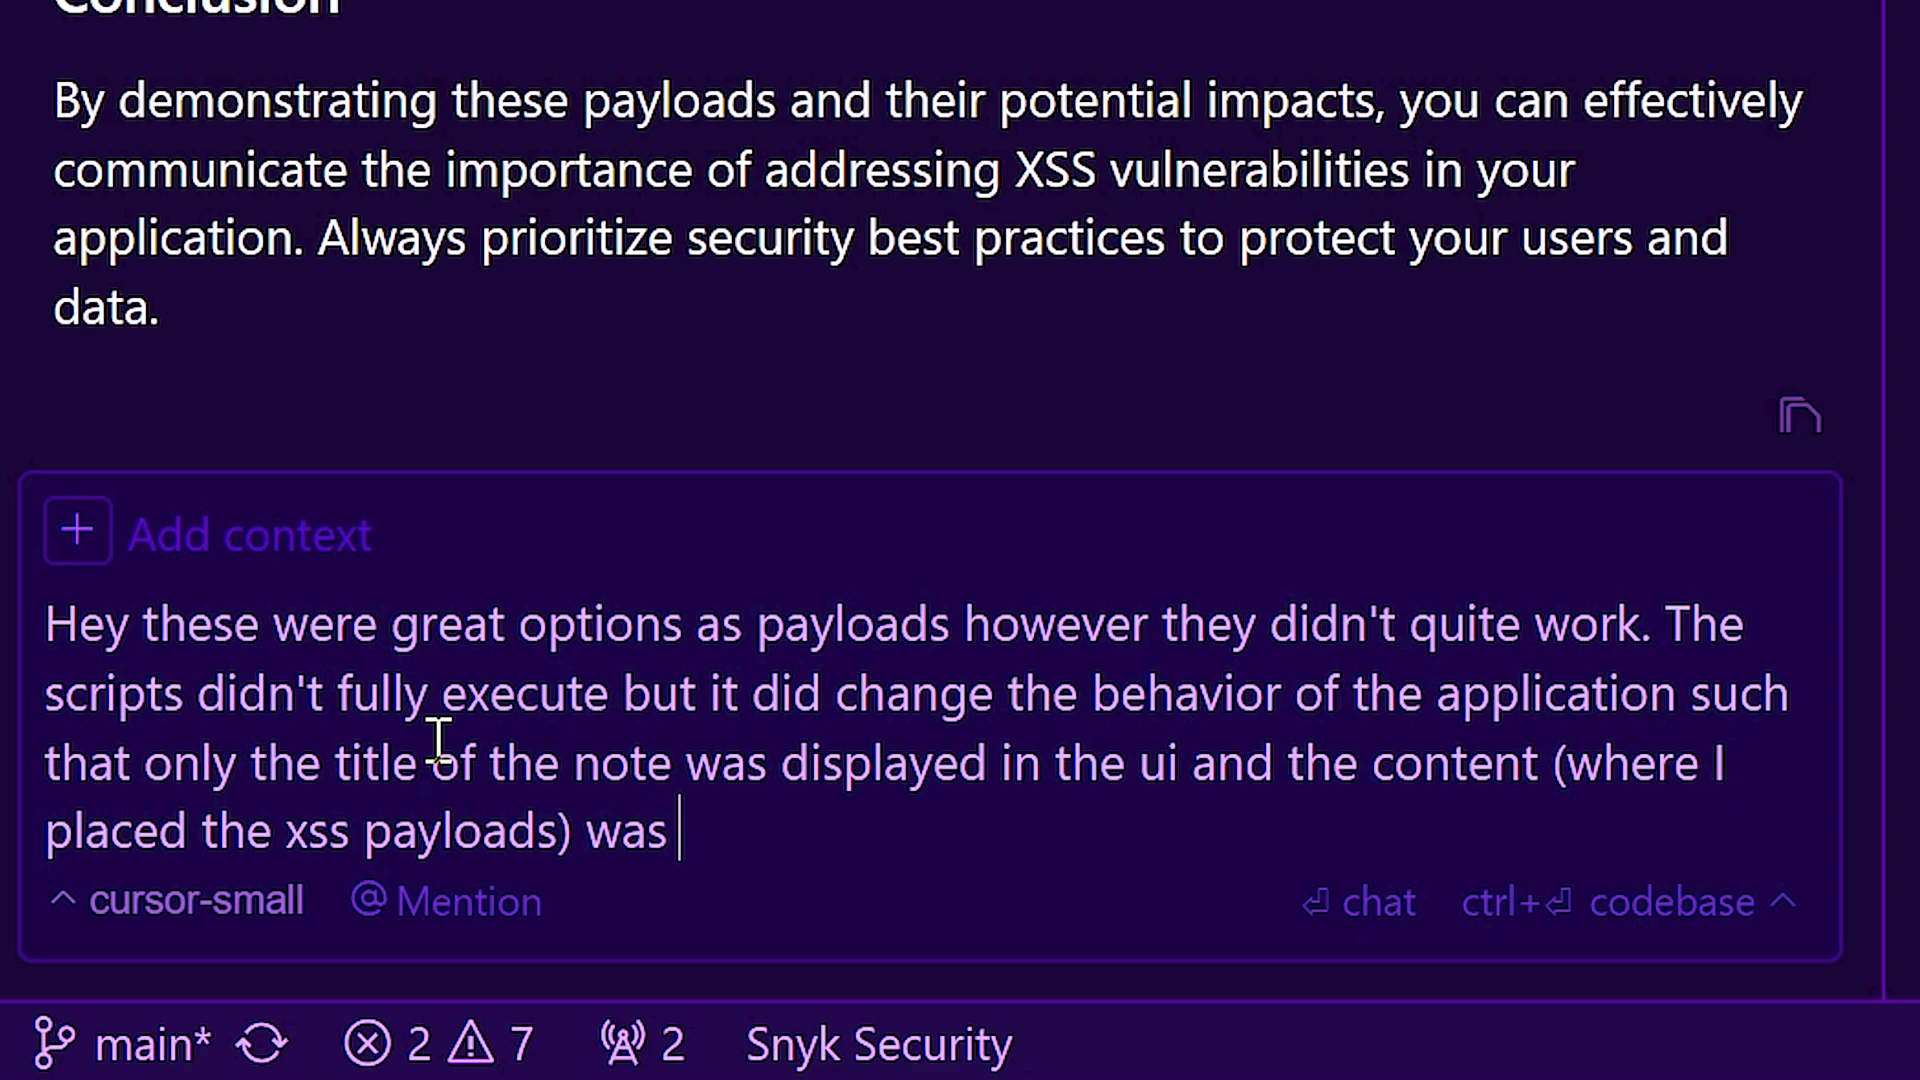 Conclusion
By demonstrating these payloads and their potential impacts, you can effectively
communicate the importance of addressing XSS vulnerabilities in your
application. Always prioritize security best practices to protect your users and
data.
+ Add context
Hey these were great options as payloads however they didn't quite work. The
scripts didn't fully execute but it did change the behavior of the application such
that only the title of the note was displayed in the ui and the content (where I
placed the xss payloads) was
^ cursor-small @ Mention ⏎ chat ctrl+⏎ codebase ^
main* 2 7 2 Snyk Security